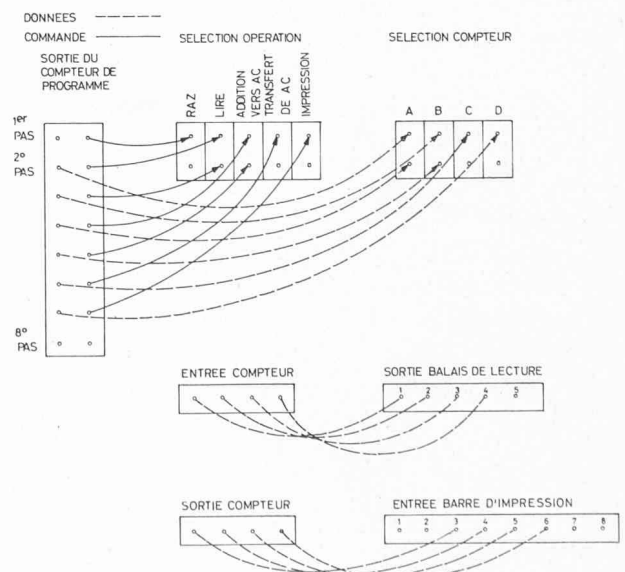 DONNEES
COMMANDE
SELECTION OPERATION
SELECTION COMPTEUR
SORTIE DU
COMPTEUR DE
PROGRAMME
RAZ
LIRE
ADDITION
VERS AC
TRANSFERT
DE AC
IMPRESSION
A B C D
1er
PAS
2º
PAS
8º
PAS
ENTREE COMPTEUR
SORTIE BALAIS DE LECTURE
1 2 3 4 5
SORTIE COMPTEUR
ENTREE BARRE D'IMPRESSION
1 2 3 4 5 6 7 8